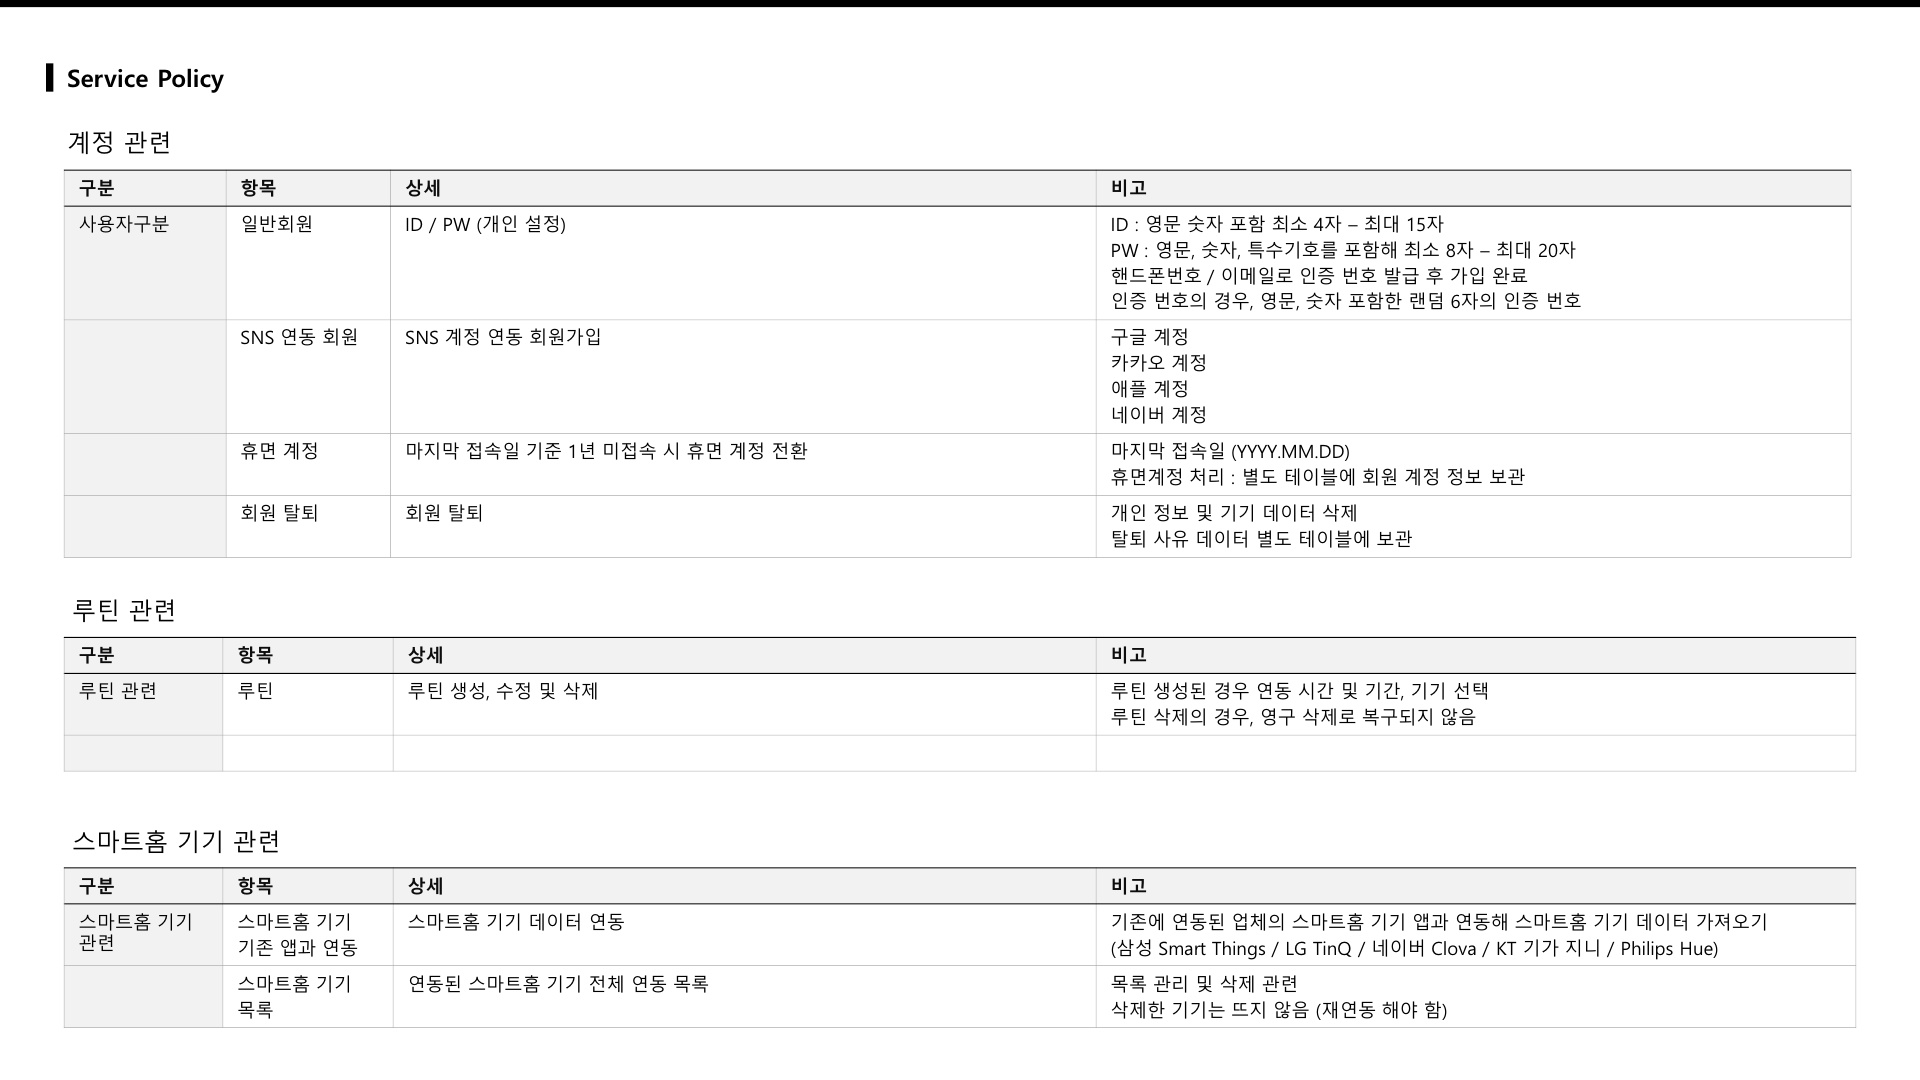 Service Policy
계정 관련
구분 항목 상세 비고
사용자구분 일반회원 ID / PW (개인 설정) ID : 영문 숫자 포함 최소 4자 – 최대 15자
PW : 영문, 숫자, 특수기호를 포함해 최소 8자 – 최대 20자
핸드폰번호 / 이메일로 인증 번호 발급 후 가입 완료
인증 번호의 경우, 영문, 숫자 포함한 랜덤 6자의 인증 번호
SNS 연동 회원 SNS 계정 연동 회원가입 구글 계정
카카오 계정
애플 계정
네이버 계정
휴면 계정 마지막 접속일 기준 1년 미접속 시 휴면 계정 전환 마지막 접속일 (YYYY.MM.DD)
휴면계정 처리 : 별도 테이블에 회원 계정 정보 보관
회원 탈퇴 회원 탈퇴 개인 정보 및 기기 데이터 삭제
탈퇴 사유 데이터 별도 테이블에 보관
루틴 관련
구분 항목 상세 비고
루틴 관련 루틴 루틴 생성, 수정 및 삭제 루틴 생성된 경우 연동 시간 및 기간, 기기 선택
루틴 삭제의 경우, 영구 삭제로 복구되지 않음
스마트홈 기기 관련
구분 항목 상세 비고
스마트홈 기기 스마트홈 기기 스마트홈 기기 데이터 연동 기존에 연동된 업체의 스마트홈 기기 앱과 연동해 스마트홈 기기 데이터 가져오기
관련 기존 앱과 연동 (삼성 Smart Things / LG TinQ / 네이버 Clova / KT 기가 지니 / Philips Hue)
스마트홈 기기 연동된 스마트홈 기기 전체 연동 목록 목록 관리 및 삭제 관련
목록 삭제한 기기는 뜨지 않음 (재연동 해야 함)